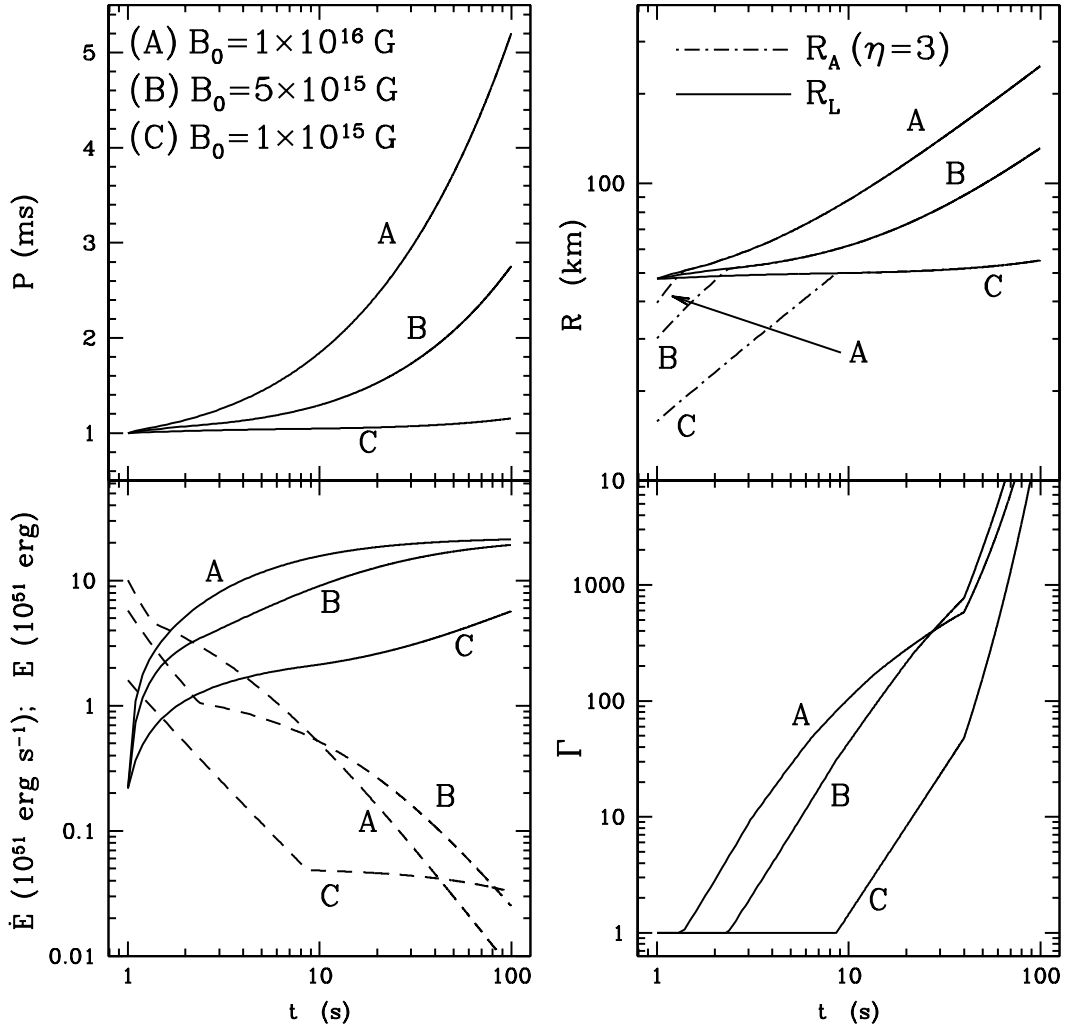 (A) B₀=1×10¹⁶ G
(B) B₀=5×10¹⁵ G
(C) B₀=1×10¹⁵ G
P (ms)
5
4
3
2
1
A
B
C
R_A (η=3)
R_L
R (km)
100
A
B
C
A
B
C
Ė (10⁵¹ erg s⁻¹); E (10⁵¹ erg)
10
1
0.1
0.01
A
B
C
B
A
C
1
10
100
t (s)
Γ
10
1000
100
10
1
A
B
C
1
10
100
t (s)